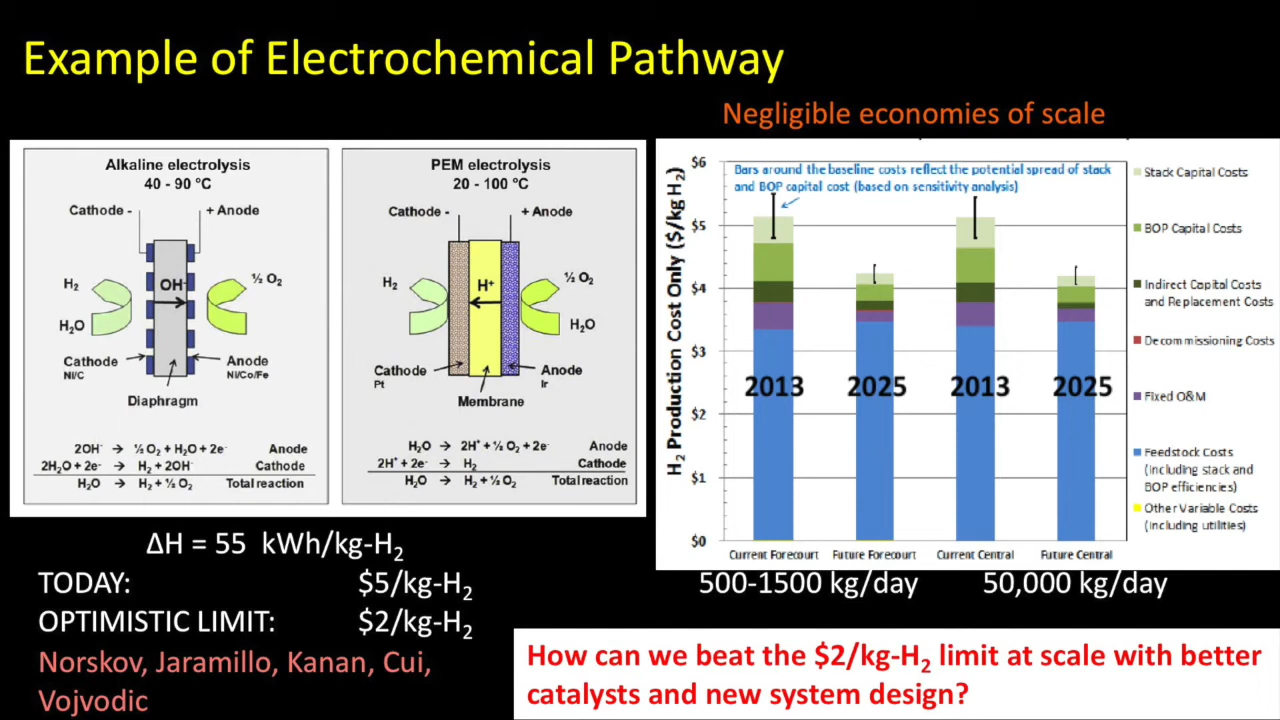 Example of Electrochemical Pathway
Negligible economies of scale
Alkaline electrolysis
40 - 90 °C
Cathode -
+ Anode
H₂
OH⁻
½ O₂
H₂O
Cathode
Ni/C
Anode
Ni/Co/Fe
Diaphragm
2OH⁻ → ½ O₂ + H₂O + 2e⁻ Anode
2H₂O + 2e⁻ → H₂ + 2OH⁻ Cathode
H₂O → H₂ + ½ O₂ Total reaction
PEM electrolysis
20 - 100 °C
Cathode -
+ Anode
H₂
H⁺
½ O₂
H₂O
Cathode
Pt
Anode
Ir
Membrane
H₂O → 2H⁺ + ½ O₂ + 2e⁻ Anode
2H⁺ + 2e⁻ → H₂ Cathode
H₂O → H₂ + ½ O₂ Total reaction
H₂ Production Cost Only ($/kg H₂)
$6
$5
$4
$3
$2
$1
$0
Bars around the baseline costs reflect the potential spread of stack
and BOP capital cost (based on sensitivity analysis)
2013
2025
2013
2025
Current Forecourt
Future Forecourt
Current Central
Future Central
Stack Capital Costs
BOP Capital Costs
Indirect Capital Costs
and Replacement Costs
Decommissioning Costs
Fixed O&M
Feedstock Costs
(including stack and
BOP efficiencies)
Other Variable Costs
(including utilities)
500-1500 kg/day
50,000 kg/day
ΔH = 55 kWh/kg-H₂
TODAY: $5/kg-H₂
OPTIMISTIC LIMIT: $2/kg-H₂
Norskov, Jaramillo, Kanan, Cui,
Vojvodic
How can we beat the $2/kg-H₂ limit at scale with better
catalysts and new system design?